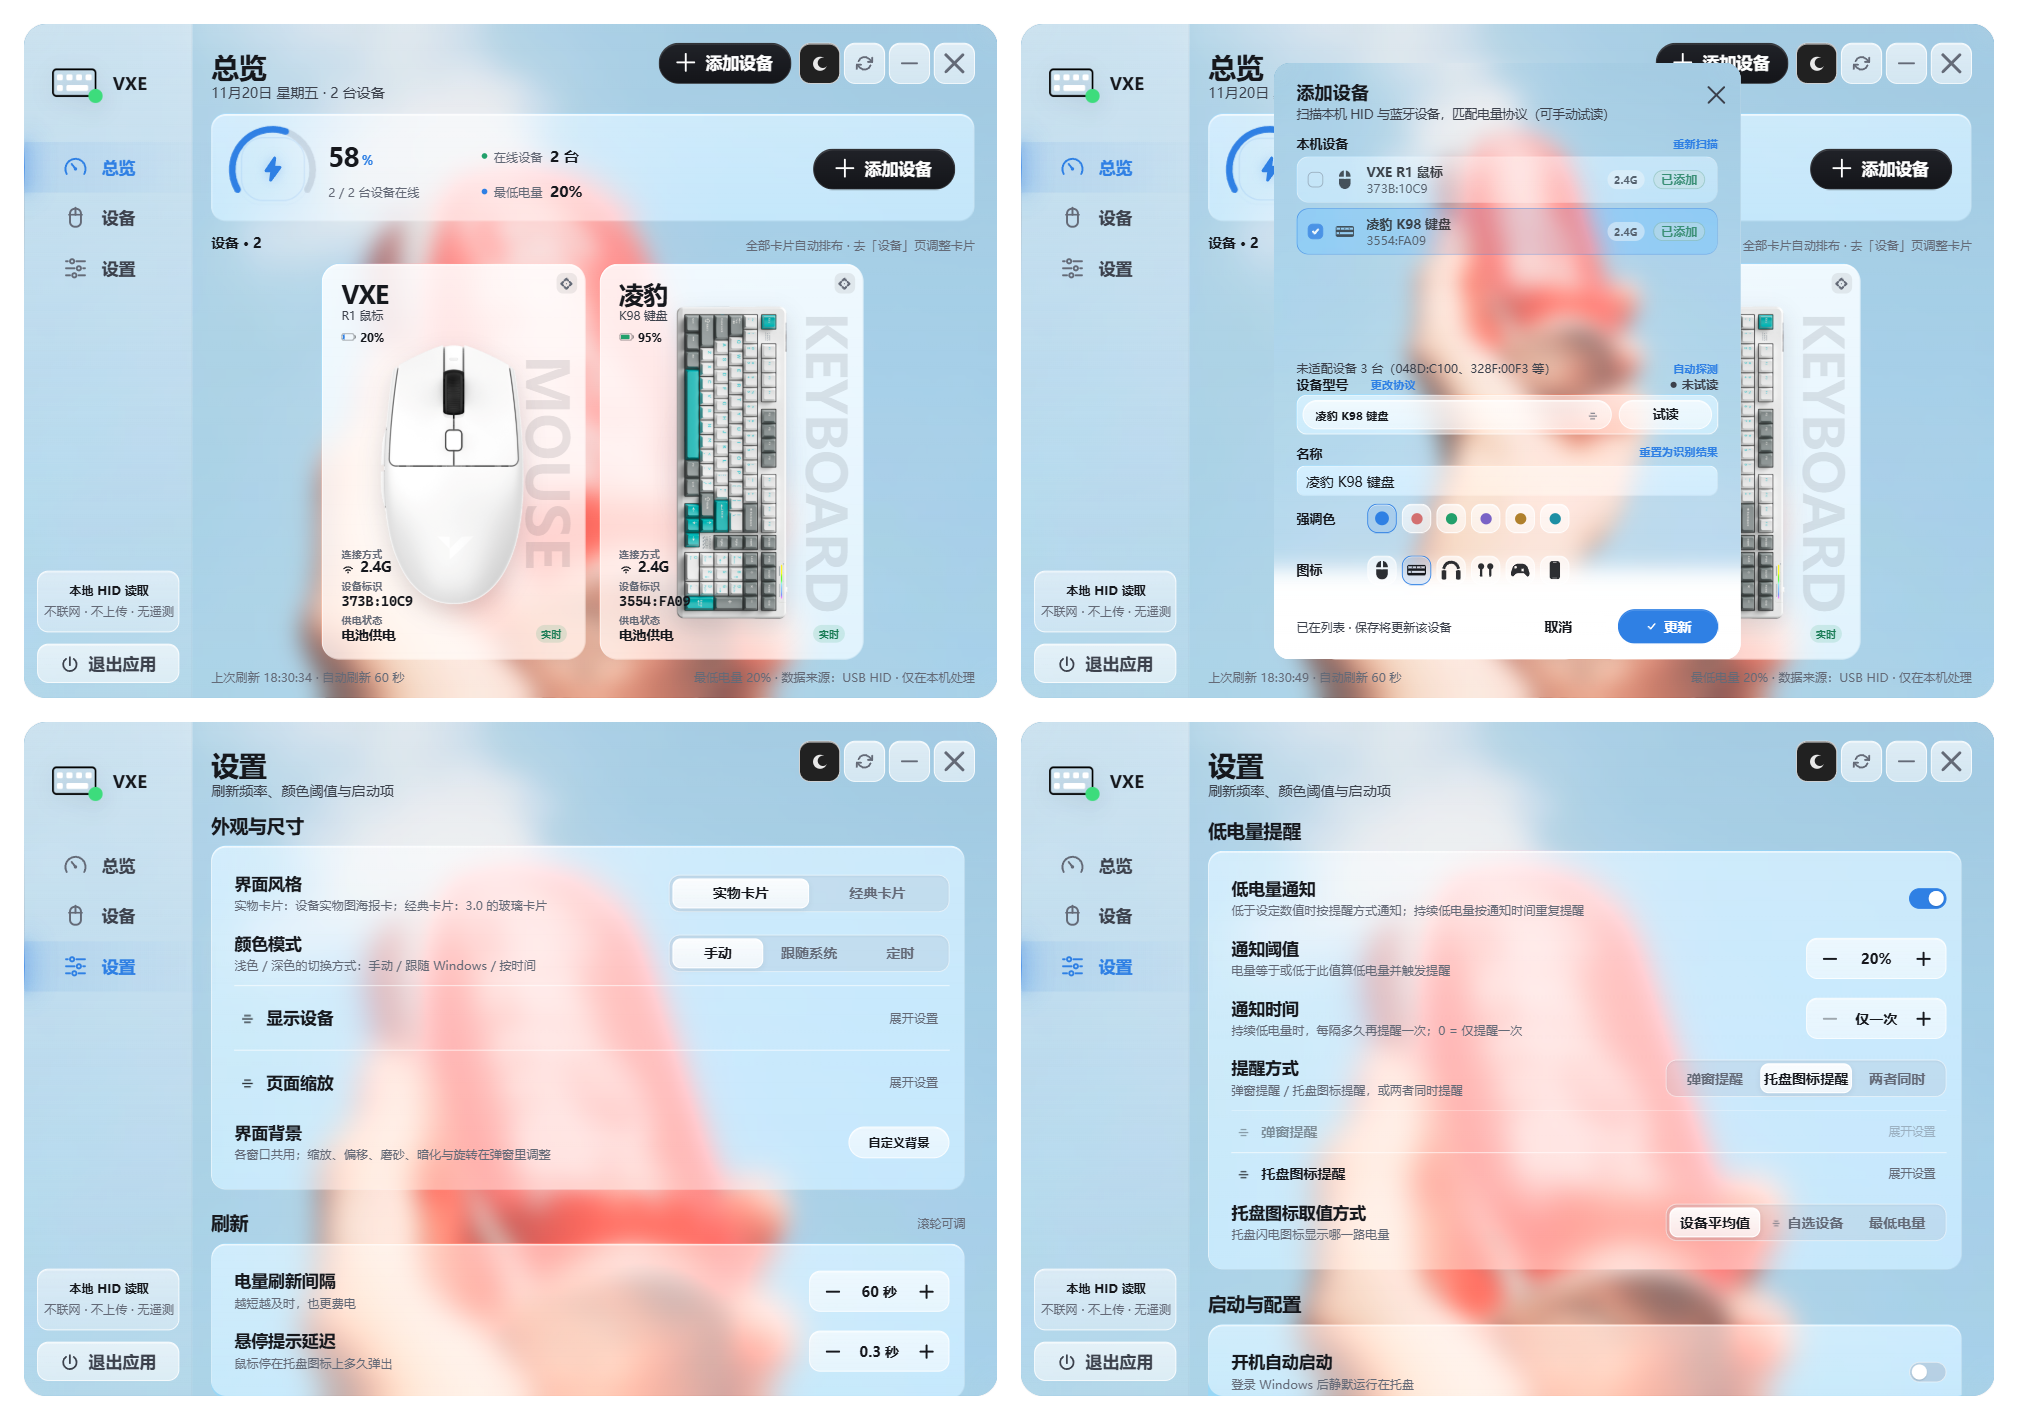 VXE
总览
设备
设置
本地 HID 读取
不联网 · 不上传 · 无遥测
退出应用
总览
11月20日 星期五 · 2 台设备
添加设备
58%
2 / 2 台设备在线
在线设备 2 台
最低电量 20%
添加设备
设备 • 2
全部卡片自动排布 · 去「设备」页调整卡片
VXE
R1 鼠标
20%
MOUSE
连接方式
2.4G
设备标识
373B:10C9
供电状态
电池供电
实时
凌豹
K98 键盘
95%
KEYBOARD
连接方式
2.4G
设备标识
3554:FA09
供电状态
电池供电
实时
上次刷新 18:30:34 · 自动刷新 60 秒
最低电量 20% · 数据来源：USB HID · 仅在本机处理
VXE
总览
设备
设置
本地 HID 读取
不联网 · 不上传 · 无遥测
退出应用
总览
11月20日
添加设备
添加设备
设备 • 2
全部卡片自动排布 · 去「设备」页调整卡片
添加设备
扫描本机 HID 与蓝牙设备，匹配电量协议（可手动试读）
本机设备
重新扫描
VXE R1 鼠标
373B:10C9
2.4G
已添加
凌豹 K98 键盘
3554:FA09
2.4G
已添加
未适配设备 3 台（048D:C100、328F:00F3 等）
自动探测
设备型号
更改协议
• 未试读
凌豹 K98 键盘
试读
名称
重置为识别结果
凌豹 K98 键盘
强调色
图标
已在列表 · 保存将更新该设备
取消
更新
KEYBOARD
实时
上次刷新 18:30:49 · 自动刷新 60 秒
最低电量 20% · 数据来源：USB HID · 仅在本机处理
VXE
总览
设备
设置
本地 HID 读取
不联网 · 不上传 · 无遥测
退出应用
设置
刷新频率、颜色阈值与启动项
外观与尺寸
界面风格
实物卡片：设备实物图海报卡；经典卡片：3.0 的玻璃卡片
实物卡片
经典卡片
颜色模式
浅色 / 深色的切换方式：手动 / 跟随 Windows / 按时间
手动
跟随系统
定时
显示设备
展开设置
页面缩放
展开设置
界面背景
各窗口共用；缩放、偏移、磨砂、暗化与旋转在弹窗里调整
自定义背景
刷新
滚轮可调
电量刷新间隔
越短越及时，也更费电
60 秒
悬停提示延迟
鼠标停在托盘图标上多久弹出
0.3 秒
VXE
总览
设备
设置
本地 HID 读取
不联网 · 不上传 · 无遥测
退出应用
设置
刷新频率、颜色阈值与启动项
低电量提醒
低电量通知
低于设定数值时按提醒方式通知；持续低电量按通知时间重复提醒
通知阈值
电量等于或低于此值算低电量并触发提醒
20%
通知时间
持续低电量时，每隔多久再提醒一次；0 = 仅提醒一次
仅一次
提醒方式
弹窗提醒 / 托盘图标提醒，或两者同时提醒
弹窗提醒
托盘图标提醒
两者同时
弹窗提醒
展开设置
托盘图标提醒
展开设置
托盘图标取值方式
托盘闪电图标显示哪一路电量
设备平均值
自选设备
最低电量
启动与配置
开机自动启动
登录 Windows 后静默运行在托盘